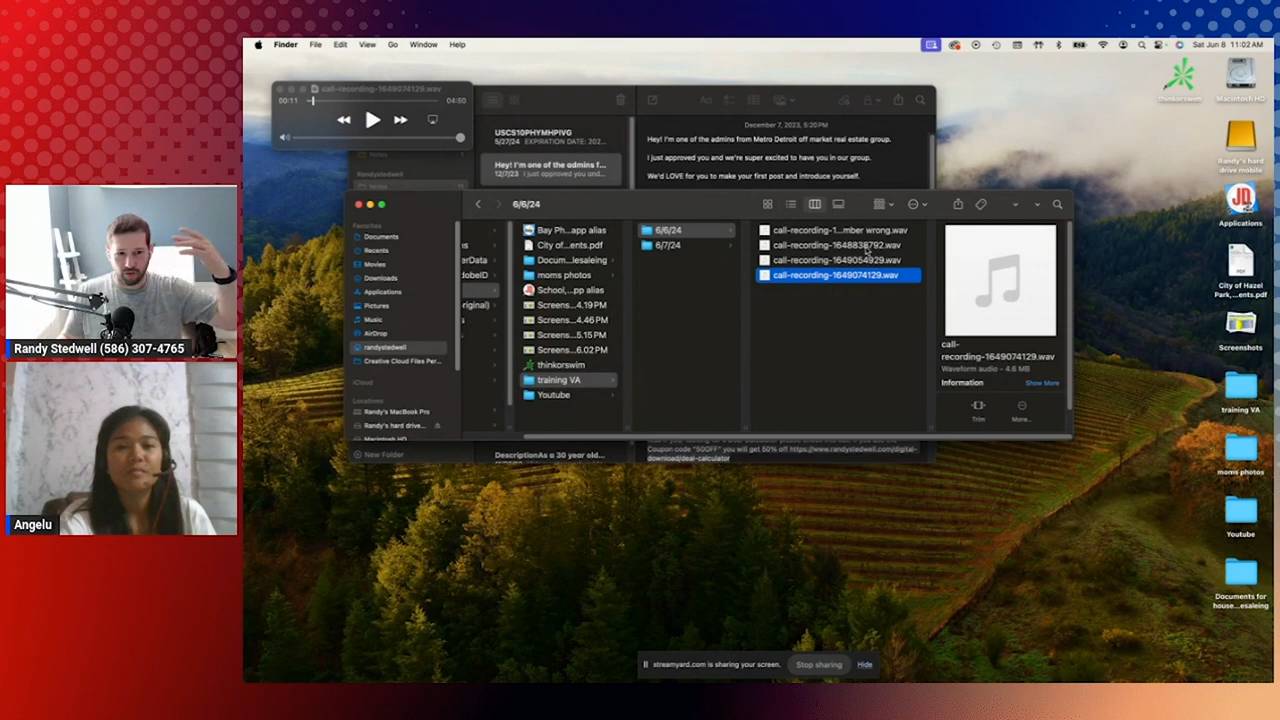 Finder File Edit View Go Window Help
Sat Jun 8 11:02 AM
call-recording-1649074129.wav
00:11
04:50
USCS10PHYMHPIVG
5/27/24 EXPIRATION DATE: 202...
Hey! I'm one of the admins f...
12/7/23 I just approved you and...
Notes
Randystedwell
Notes
December 7, 2023, 5:20 PM
Hey! I'm one of the admins from Metro Detroit off market real estate group.
I just approved you and we're super excited to have you in our group.
We'd LOVE for you to make your first post and introduce yourself.
6/6/24
Favorites
Documents
Recents
Movies
Downloads
Applications
Pictures
Music
AirDrop
randystedwell
Creative Cloud Files Per...
iCloud
Locations
Randy's MacBook Pro
Randy's hard drive...
Macintosh HD
New Folder
Bay Ph...app alias
City of...ents.pdf
Docum...lesaleing
moms photos
School,...pp alias
Screens...4.19 PM
Screens...4.46 PM
Screens...5.15 PM
Screens...6.02 PM
thinkorswim
training VA
Youtube
6/6/24
6/7/24
call-recording-1...mber wrong.wav
call-recording-1648838792.wav
call-recording-1649054929.wav
call-recording-1649074129.wav
call-
recording-1649074129.wav
Waveform audio - 4.6 MB
Information Show More
Trim More...
DescriptionAs a 30 year old...
Coupon code "50OFF" you will get 50% off https://www.randystedwell.com/digital-
download/deal-calculator
thinkorswim
Macintosh HD
Randy's hard drive mobile
Applications
City of Hazel
Park,...ents.pdf
Screenshots
training VA
moms photos
Youtube
Documents for
house...esaleing
Randy Stedwell (586) 307-4765
Angelu
streamyard.com is sharing your screen. Stop sharing Hide